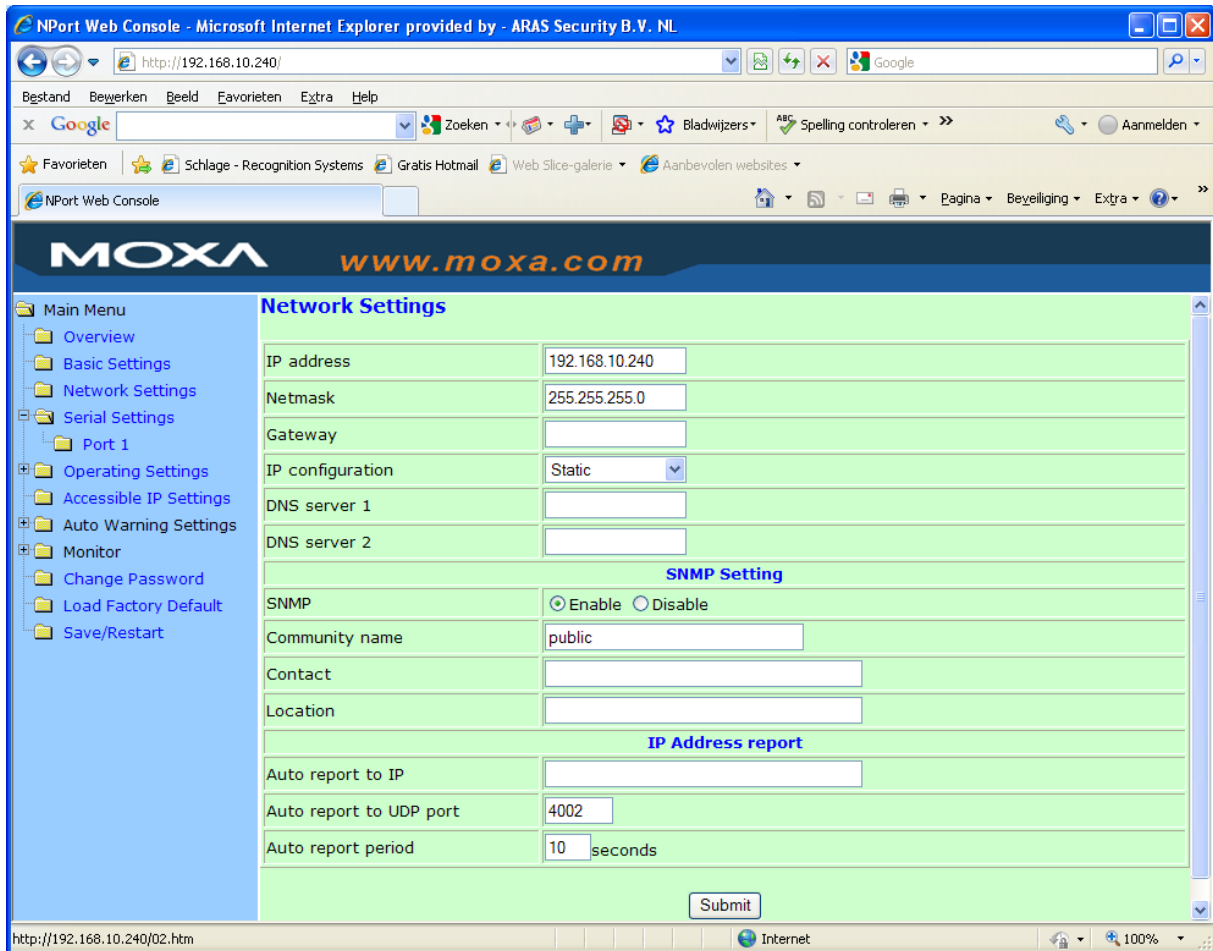 NPort Web Console - Microsoft Internet Explorer provided by - ARAS Security B.V. NL
http://192.168.10.240/
Google
Bestand Bewerken Beeld Favorieten Extra Help
x Google Zoeken ABC Spelling controleren Bladwijzers Aanmelden
Favorieten Schlage - Recognition Systems Gratis Hotmail Web Slice-galerie Aanbevolen websites
NPort Web Console Pagina Beveiliging Extra
MOXA www.moxa.com
Main Menu
Overview
Basic Settings
Network Settings
Serial Settings
Port 1
Operating Settings
Accessible IP Settings
Auto Warning Settings
Monitor
Change Password
Load Factory Default
Save/Restart
Network Settings
IP address 192.168.10.240
Netmask 255.255.255.0
Gateway
IP configuration Static
DNS server 1
DNS server 2
SNMP Setting
SNMP Enable Disable
Community name public
Contact
Location
IP Address report
Auto report to IP
Auto report to UDP port 4002
Auto report period 10 seconds
Submit
http://192.168.10.240/02.htm Internet 100%